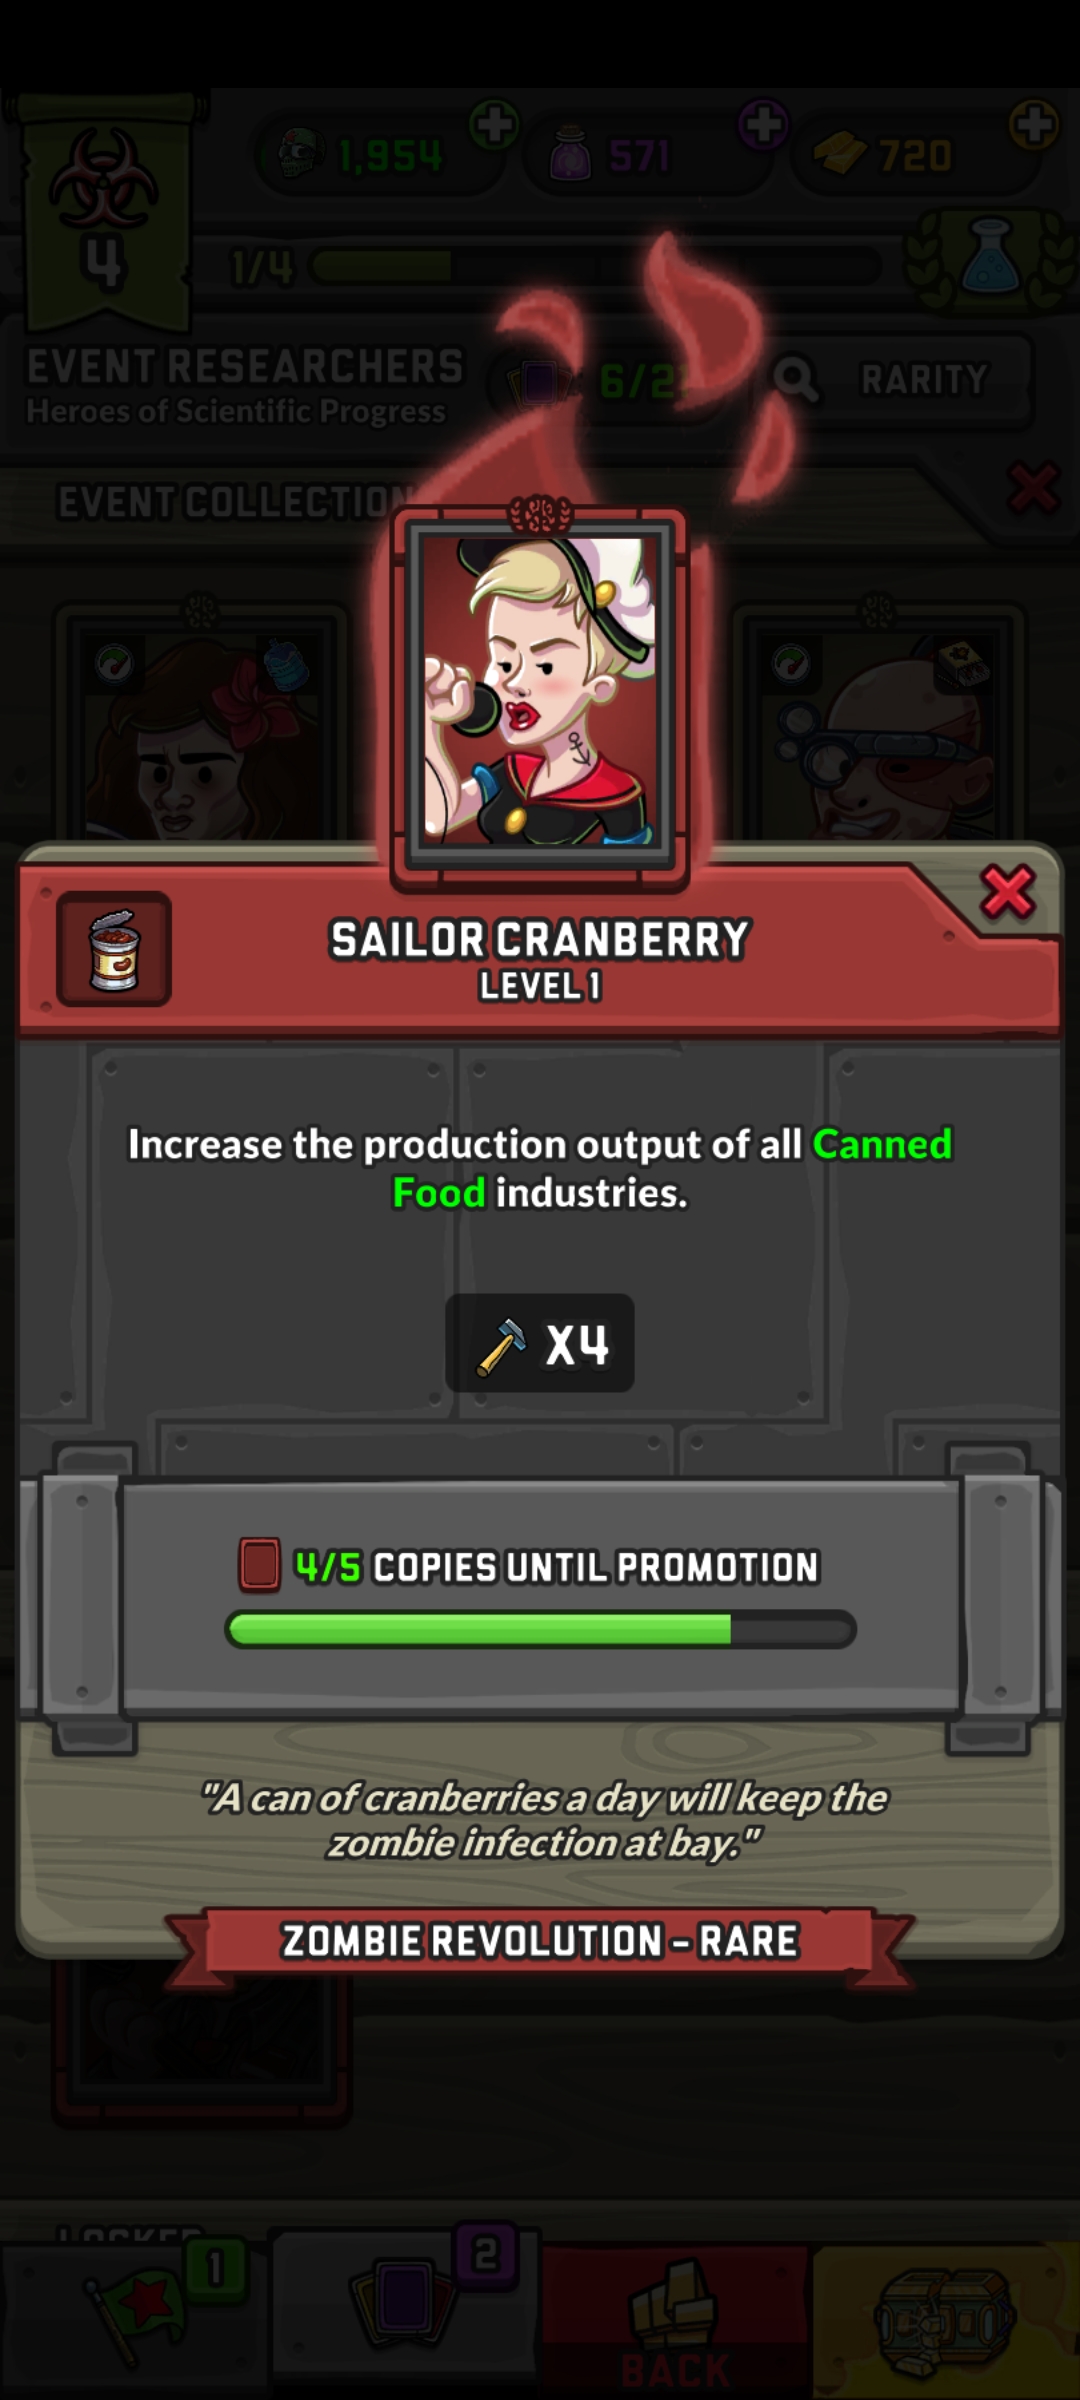 1,954
571
720
4
1/4
EVENT RESEARCHERS
Heroes of Scientific Progress
RARITY
EVENT COLLECTION
SAILOR CRANBERRY
LEVEL 1
Increase the production output of all Canned
Food industries.
X4
4/5 COPIES UNTIL PROMOTION
"A can of cranberries a day will keep the
zombie infection at bay."
ZOMBIE REVOLUTION - RARE
LOCKED
1
2
BACK